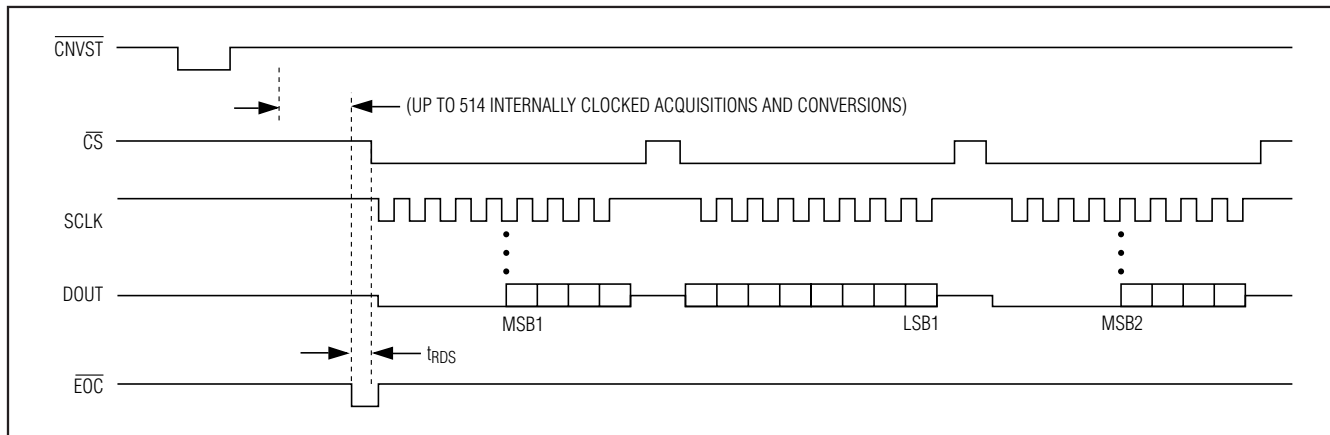 CNVST
(UP TO 514 INTERNALLY CLOCKED ACQUISITIONS AND CONVERSIONS)
CS
SCLK
DOUT
MSB1
LSB1
MSB2
tRDS
EOC